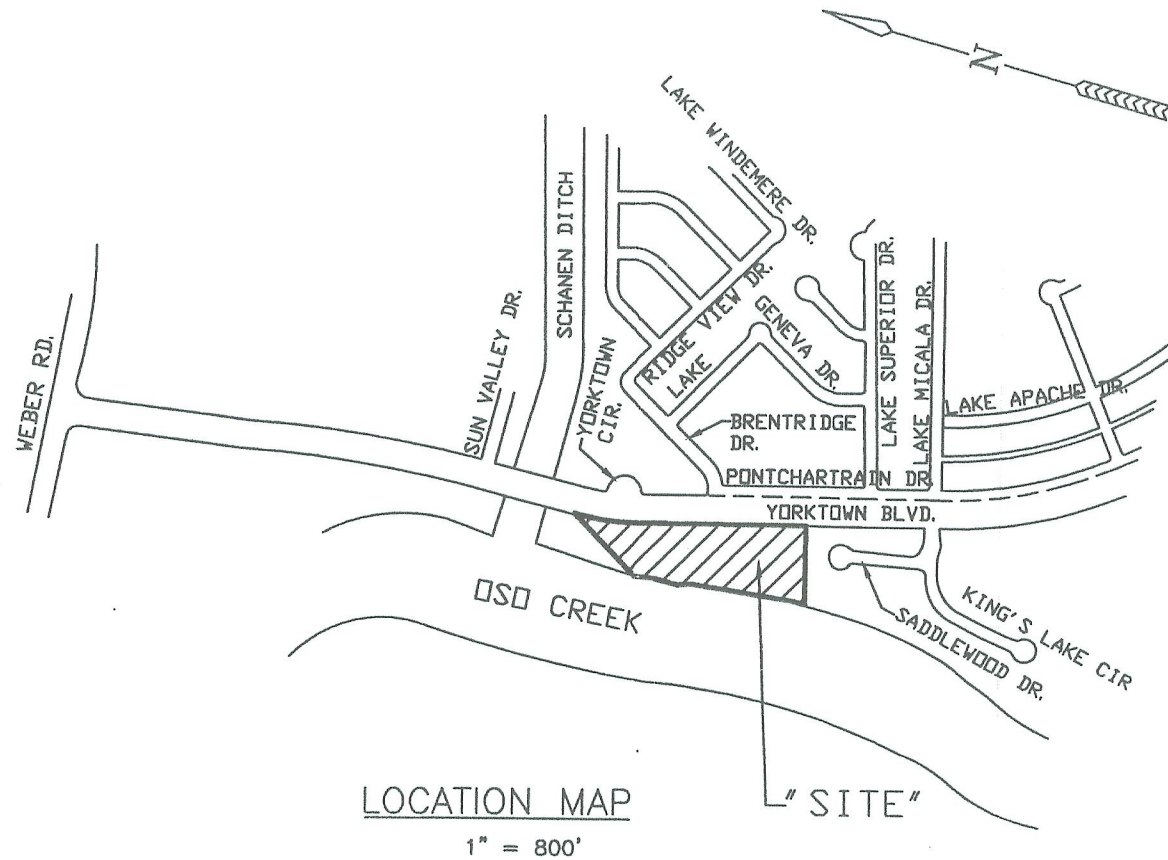 N
LAKE WINDEMERE DR.
SCHANEN DITCH
RIDGE VIEW DR.
LAKE
GENEVA DR.
LAKE SUPERIOR DR.
LAKE MICALA DR.
WEBER RD.
SUN VALLEY DR.
YORKTOWN
CIR.
LAKE APACHE DR.
BRENTRIDGE
DR.
PONTCHARTRAIN DR.
YORKTOWN BLVD.
OSO CREEK
KING'S LAKE CIR
SADDLEWOOD DR.
LOCATION MAP
1" = 800'
"SITE"